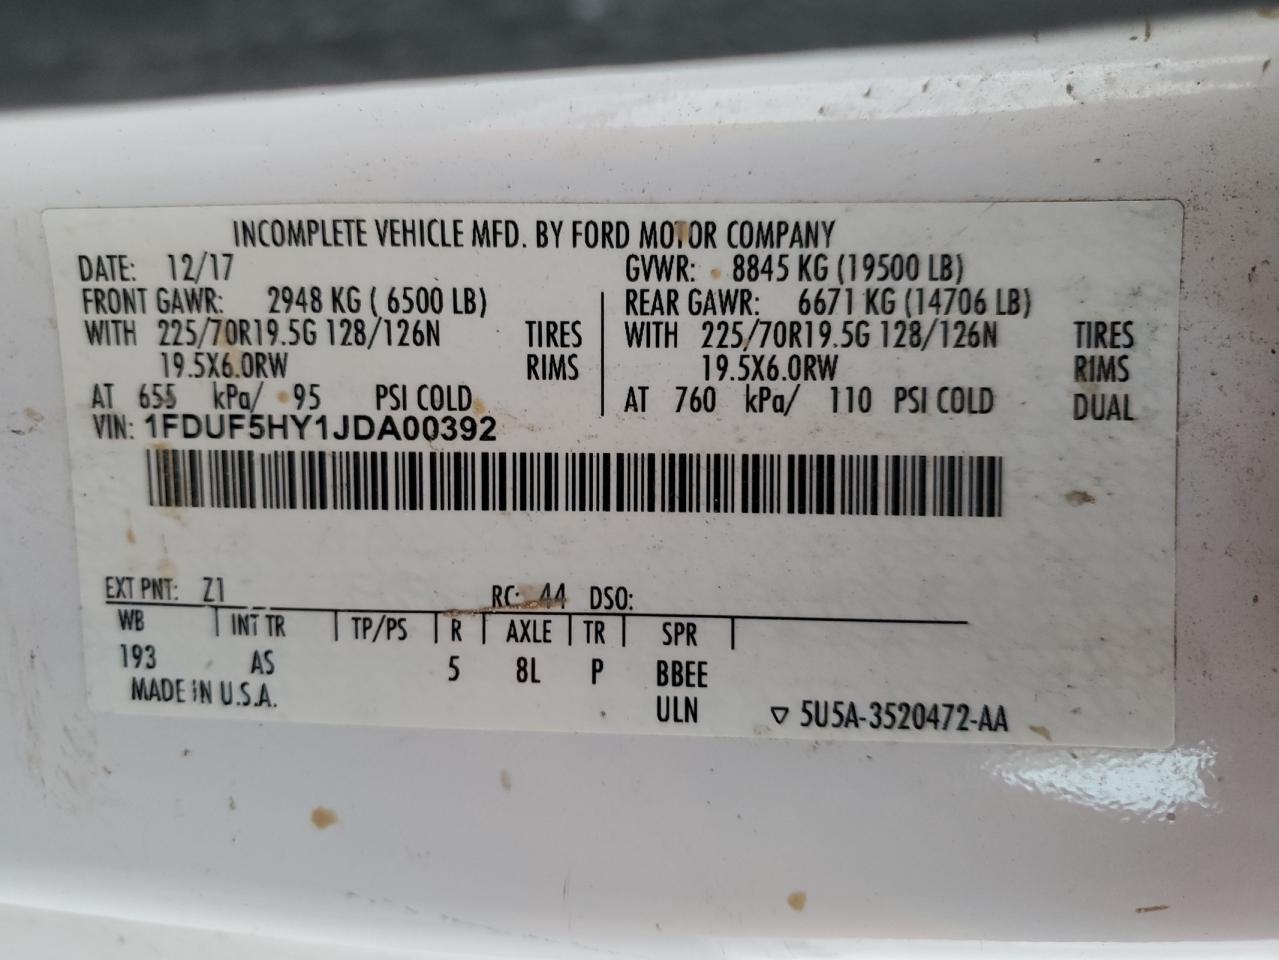 INCOMPLETE VEHICLE MFD. BY FORD MOTOR COMPANY
DATE: 12/17 GVWR: 8845 KG (19500 LB)
FRONT GAWR: 2948 KG ( 6500 LB) REAR GAWR: 6671 KG (14706 LB)
WITH 225/70R19.5G 128/126N TIRES WITH 225/70R19.5G 128/126N TIRES
19.5X6.0RW RIMS 19.5X6.0RW RIMS
AT 655 kPa/ 95 PSI COLD AT 760 kPa/ 110 PSI COLD DUAL
VIN: 1FDUF5HY1JDA00392
EXT PNT: Z1 RC: 44 DSO:
WB INT TR TP/PS R AXLE TR SPR
193 AS 5 8L P BBEE
MADE IN U.S.A. ULN ▽ 5U5A-3520472-AA